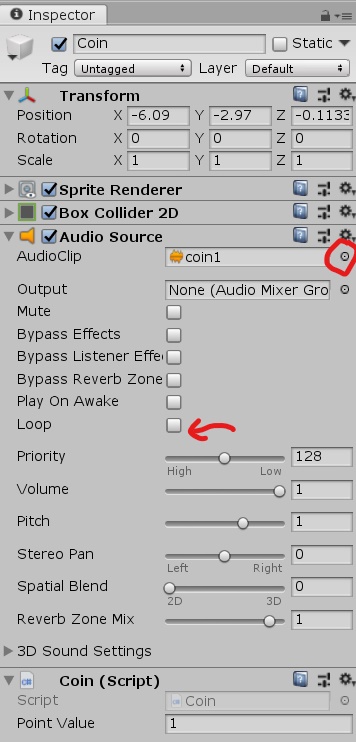 Inspector
Coin Static
Tag Untagged Layer Default
Transform
Position X -6.09 Y -2.97 Z -0.1133
Rotation X 0 Y 0 Z 0
Scale X 1 Y 1 Z 1
Sprite Renderer
Box Collider 2D
Audio Source
AudioClip coin1
Output None (Audio Mixer Gro
Mute
Bypass Effects
Bypass Listener Effe
Bypass Reverb Zone
Play On Awake
Loop
Priority 128
High Low
Volume 1
Pitch 1
Stereo Pan 0
Left Right
Spatial Blend 0
2D 3D
Reverb Zone Mix 1
3D Sound Settings
Coin (Script)
Script Coin
Point Value 1